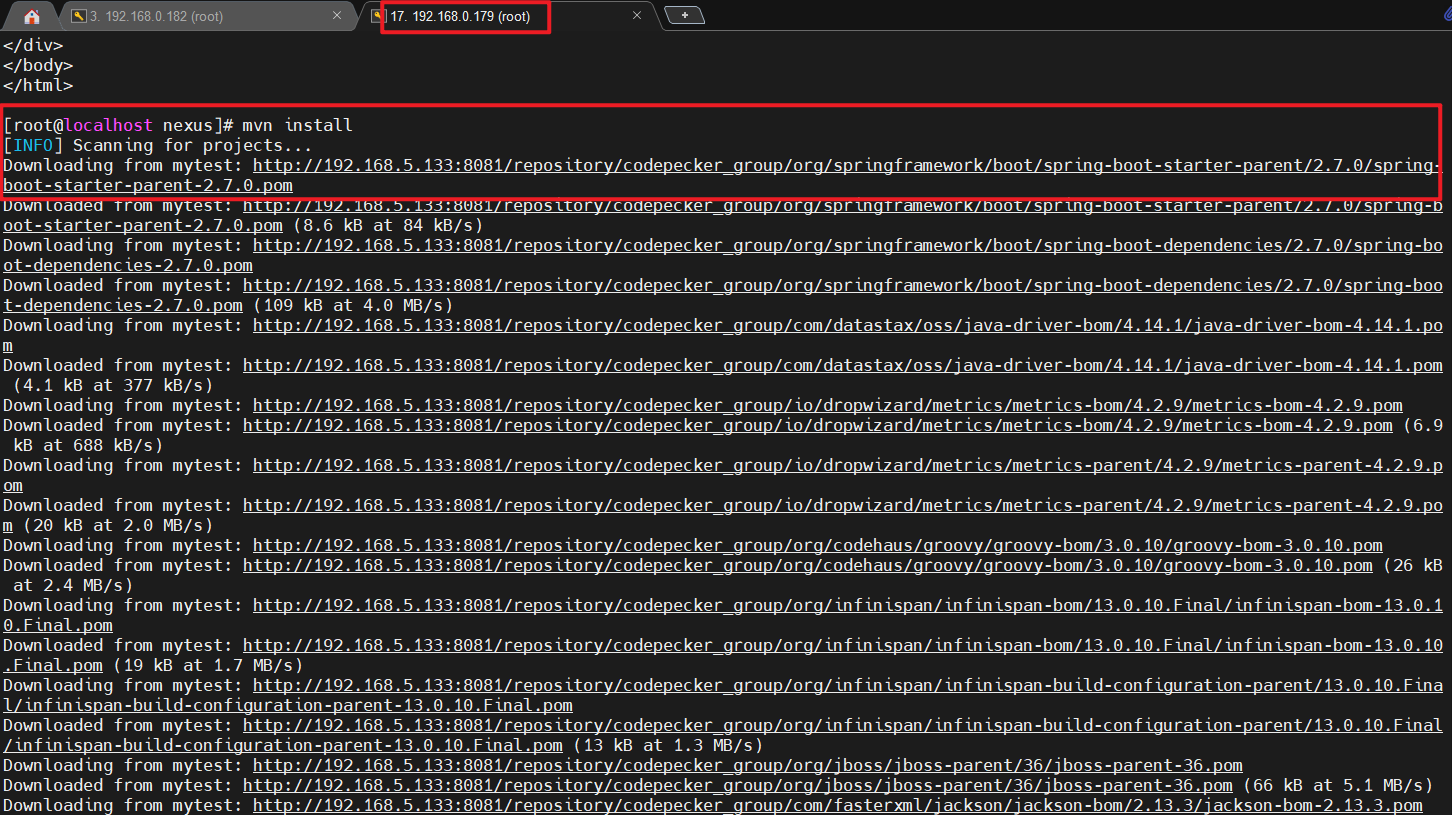 3. 192.168.0.182 (root)
17. 192.168.0.179 (root)
</div>
</body>
</html>
[root@localhost nexus]# mvn install
[INFO] Scanning for projects...
Downloading from mytest: http://192.168.5.133:8081/repository/codepecker_group/org/springframework/boot/spring-boot-starter-parent/2.7.0/spring-
boot-starter-parent-2.7.0.pom
Downloaded from mytest: http://192.168.5.133:8081/repository/codepecker_group/org/springframework/boot/spring-boot-starter-parent/2.7.0/spring-b
oot-starter-parent-2.7.0.pom (8.6 kB at 84 kB/s)
Downloading from mytest: http://192.168.5.133:8081/repository/codepecker_group/org/springframework/boot/spring-boot-dependencies/2.7.0/spring-bo
ot-dependencies-2.7.0.pom
Downloaded from mytest: http://192.168.5.133:8081/repository/codepecker_group/org/springframework/boot/spring-boot-dependencies/2.7.0/spring-boo
t-dependencies-2.7.0.pom (109 kB at 4.0 MB/s)
Downloading from mytest: http://192.168.5.133:8081/repository/codepecker_group/com/datastax/oss/java-driver-bom/4.14.1/java-driver-bom-4.14.1.po
m
Downloaded from mytest: http://192.168.5.133:8081/repository/codepecker_group/com/datastax/oss/java-driver-bom/4.14.1/java-driver-bom-4.14.1.pom
(4.1 kB at 377 kB/s)
Downloading from mytest: http://192.168.5.133:8081/repository/codepecker_group/io/dropwizard/metrics/metrics-bom/4.2.9/metrics-bom-4.2.9.pom
Downloaded from mytest: http://192.168.5.133:8081/repository/codepecker_group/io/dropwizard/metrics/metrics-bom/4.2.9/metrics-bom-4.2.9.pom (6.9
kB at 688 kB/s)
Downloading from mytest: http://192.168.5.133:8081/repository/codepecker_group/io/dropwizard/metrics/metrics-parent/4.2.9/metrics-parent-4.2.9.p
om
Downloaded from mytest: http://192.168.5.133:8081/repository/codepecker_group/io/dropwizard/metrics/metrics-parent/4.2.9/metrics-parent-4.2.9.po
m (20 kB at 2.0 MB/s)
Downloading from mytest: http://192.168.5.133:8081/repository/codepecker_group/org/codehaus/groovy/groovy-bom/3.0.10/groovy-bom-3.0.10.pom
Downloaded from mytest: http://192.168.5.133:8081/repository/codepecker_group/org/codehaus/groovy/groovy-bom/3.0.10/groovy-bom-3.0.10.pom (26 kB
at 2.4 MB/s)
Downloading from mytest: http://192.168.5.133:8081/repository/codepecker_group/org/infinispan/infinispan-bom/13.0.10.Final/infinispan-bom-13.0.1
0.Final.pom
Downloaded from mytest: http://192.168.5.133:8081/repository/codepecker_group/org/infinispan/infinispan-bom/13.0.10.Final/infinispan-bom-13.0.10
.Final.pom (19 kB at 1.7 MB/s)
Downloading from mytest: http://192.168.5.133:8081/repository/codepecker_group/org/infinispan/infinispan-build-configuration-parent/13.0.10.Fina
l/infinispan-build-configuration-parent-13.0.10.Final.pom
Downloaded from mytest: http://192.168.5.133:8081/repository/codepecker_group/org/infinispan/infinispan-build-configuration-parent/13.0.10.Final
/infinispan-build-configuration-parent-13.0.10.Final.pom (13 kB at 1.3 MB/s)
Downloading from mytest: http://192.168.5.133:8081/repository/codepecker_group/org/jboss/jboss-parent/36/jboss-parent-36.pom
Downloaded from mytest: http://192.168.5.133:8081/repository/codepecker_group/org/jboss/jboss-parent/36/jboss-parent-36.pom (66 kB at 5.1 MB/s)
Downloading from mytest: http://192.168.5.133:8081/repository/codepecker_group/com/fasterxml/jackson/jackson-bom/2.13.3/jackson-bom-2.13.3.pom